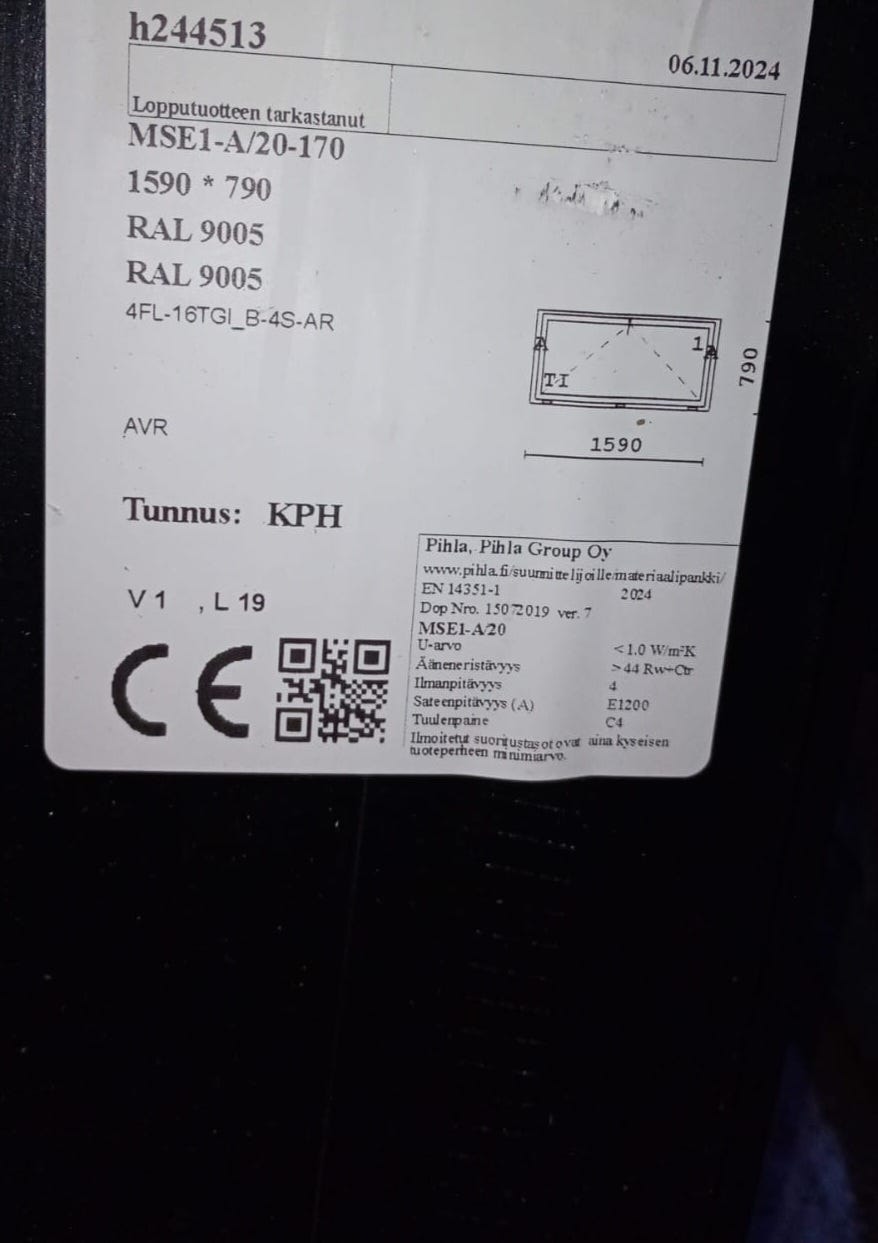 h244513
06.11.2024
Lopputuotteen tarkastanut
MSE1-A/20-170
1590 * 790
RAL 9005
RAL 9005
4FL-16TGI_B-4S-AR
A
1
A
TI
790
1590
AVR
Tunnus: KPH
V 1 , L 19
CE
Pihla, Pihla Group Oy
www.pihla.fi/suunnittelijoille/materiaalipankki/
EN 14351-1 2024
Dop Nro. 15072019 ver. 7
MSE1-A/20
U-arvo <1.0 W/m²K
Ääneneristävyys >44 Rw+Ctr
Ilmanpitävyys 4
Sateenpitävyys (A) E1200
Tuulenpaine C4
Ilmoitetut suoritustasot ovat aina kyseisen
tuoteperheen minimiarvo.